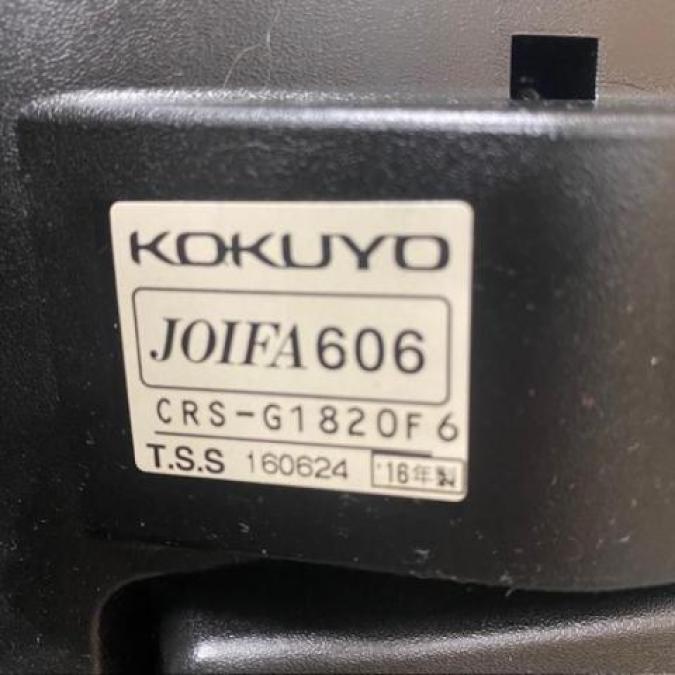 KOKUYO
JOIFA606
CRS-G1820F6
T.S.S 160624 '16年製